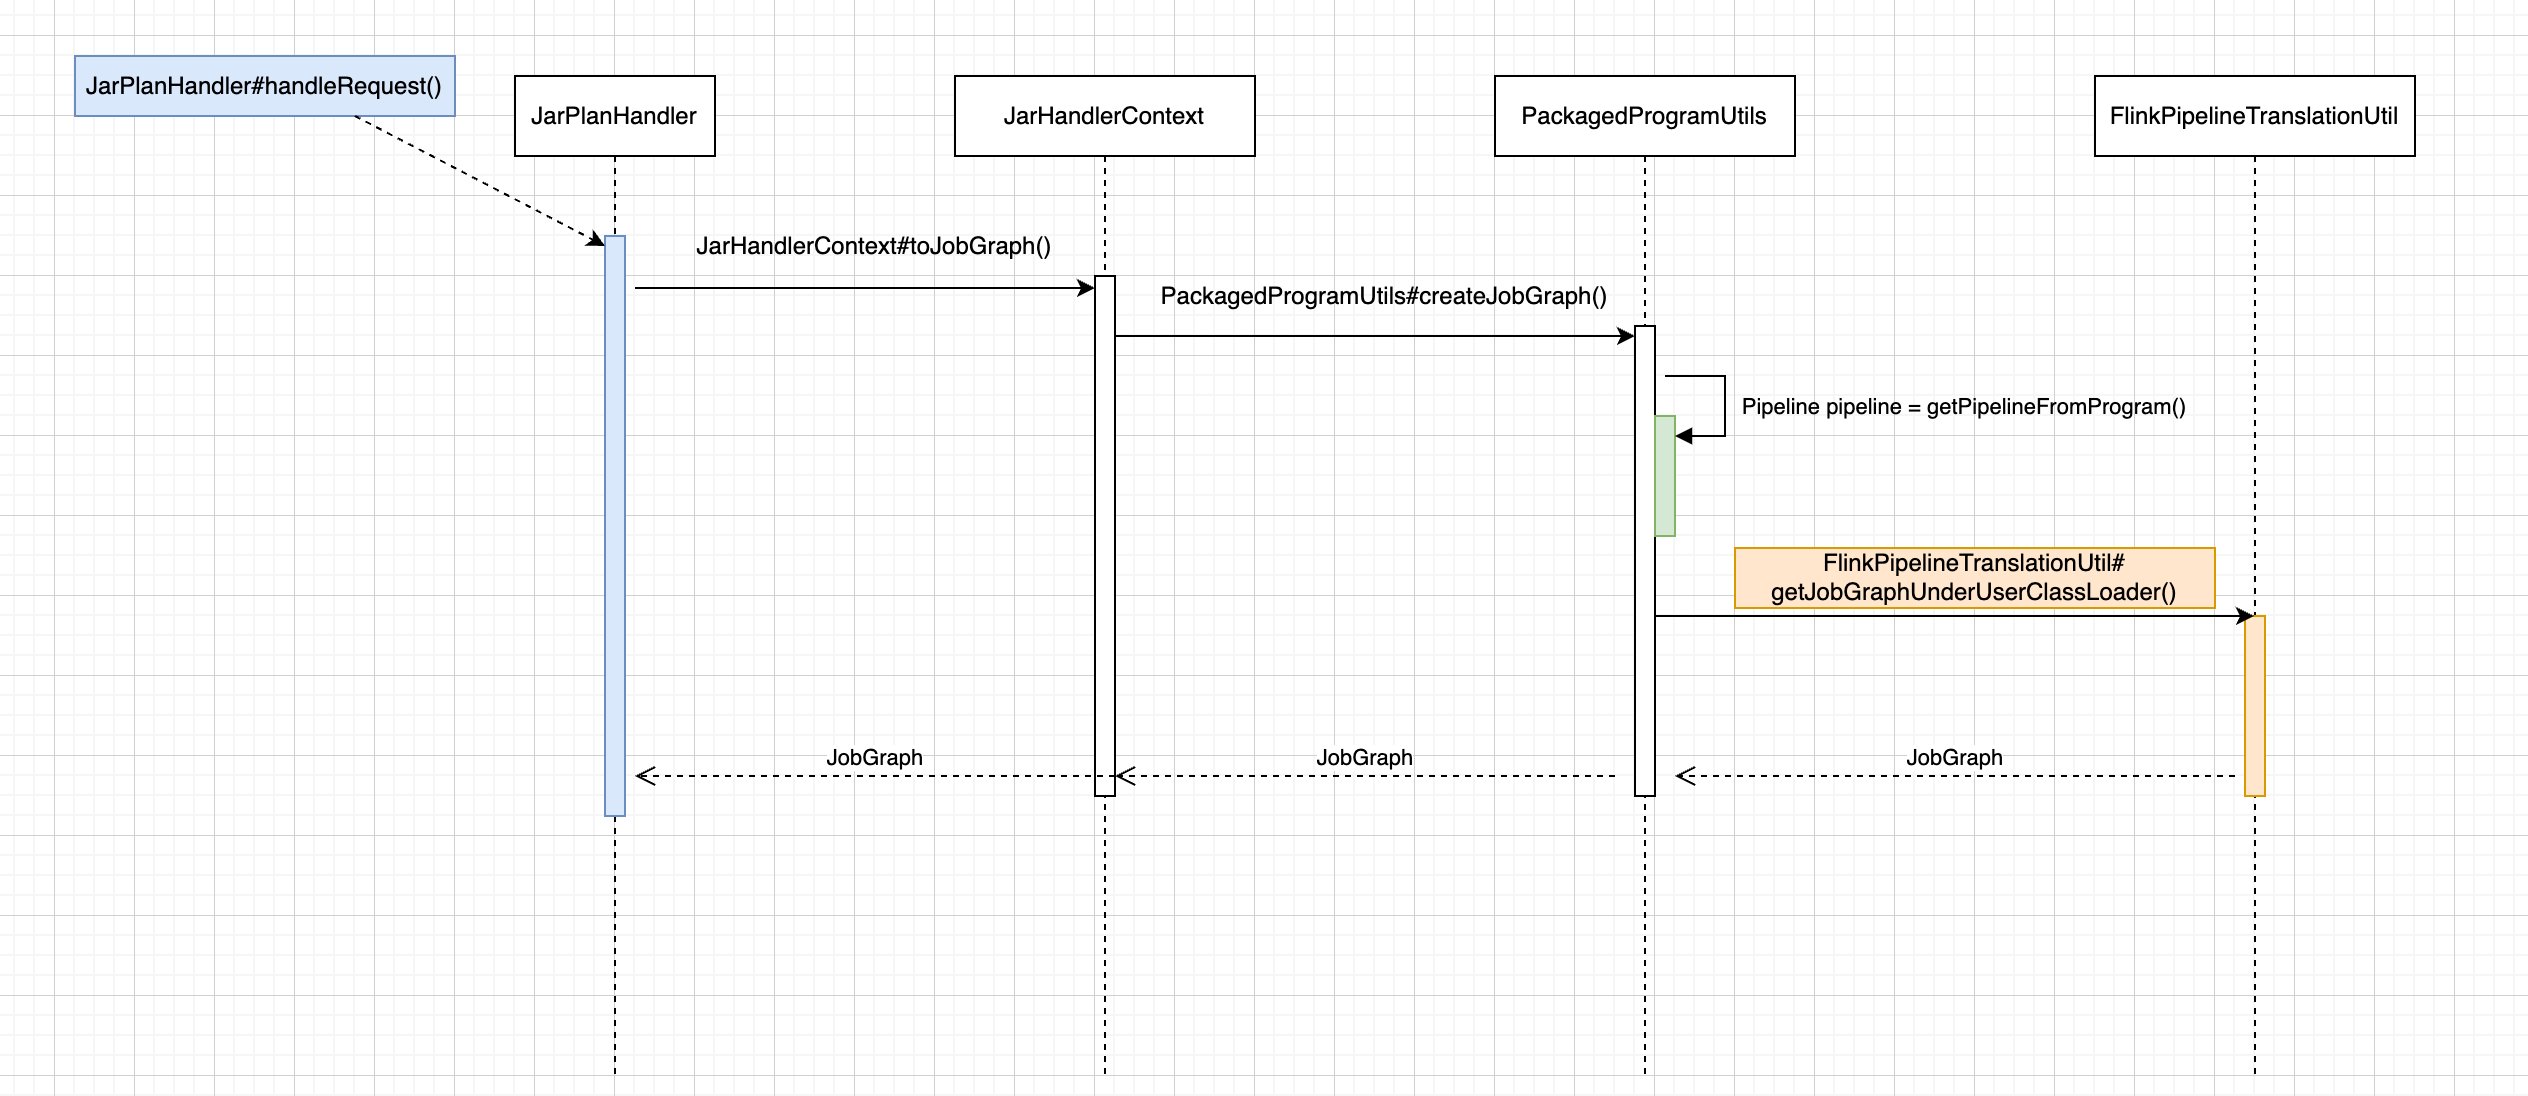 JarPlanHandler#handleRequest()
JarPlanHandler
JarHandlerContext
PackagedProgramUtils
FlinkPipelineTranslationUtil
JarHandlerContext#toJobGraph()
PackagedProgramUtils#createJobGraph()
Pipeline pipeline = getPipelineFromProgram()
FlinkPipelineTranslationUtil#
getJobGraphUnderUserClassLoader()
JobGraph
JobGraph
JobGraph